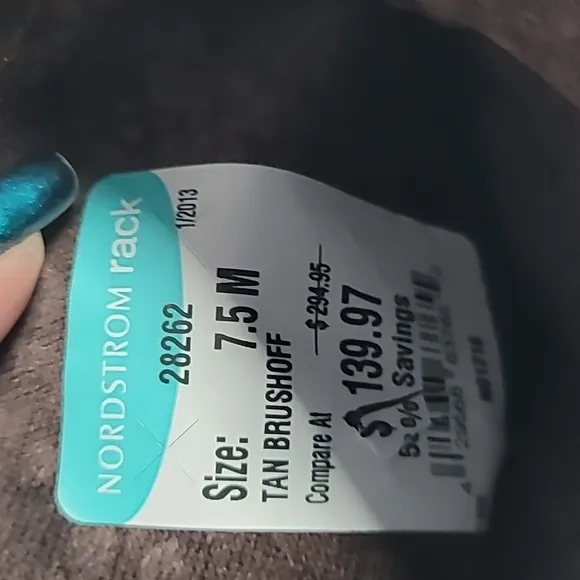 NORDSTROM rack
28262 1/2013
Size: 7.5 M
TAN BRUSHOFF
Compare At $ 294.95
$ 139.97
52 % Savings